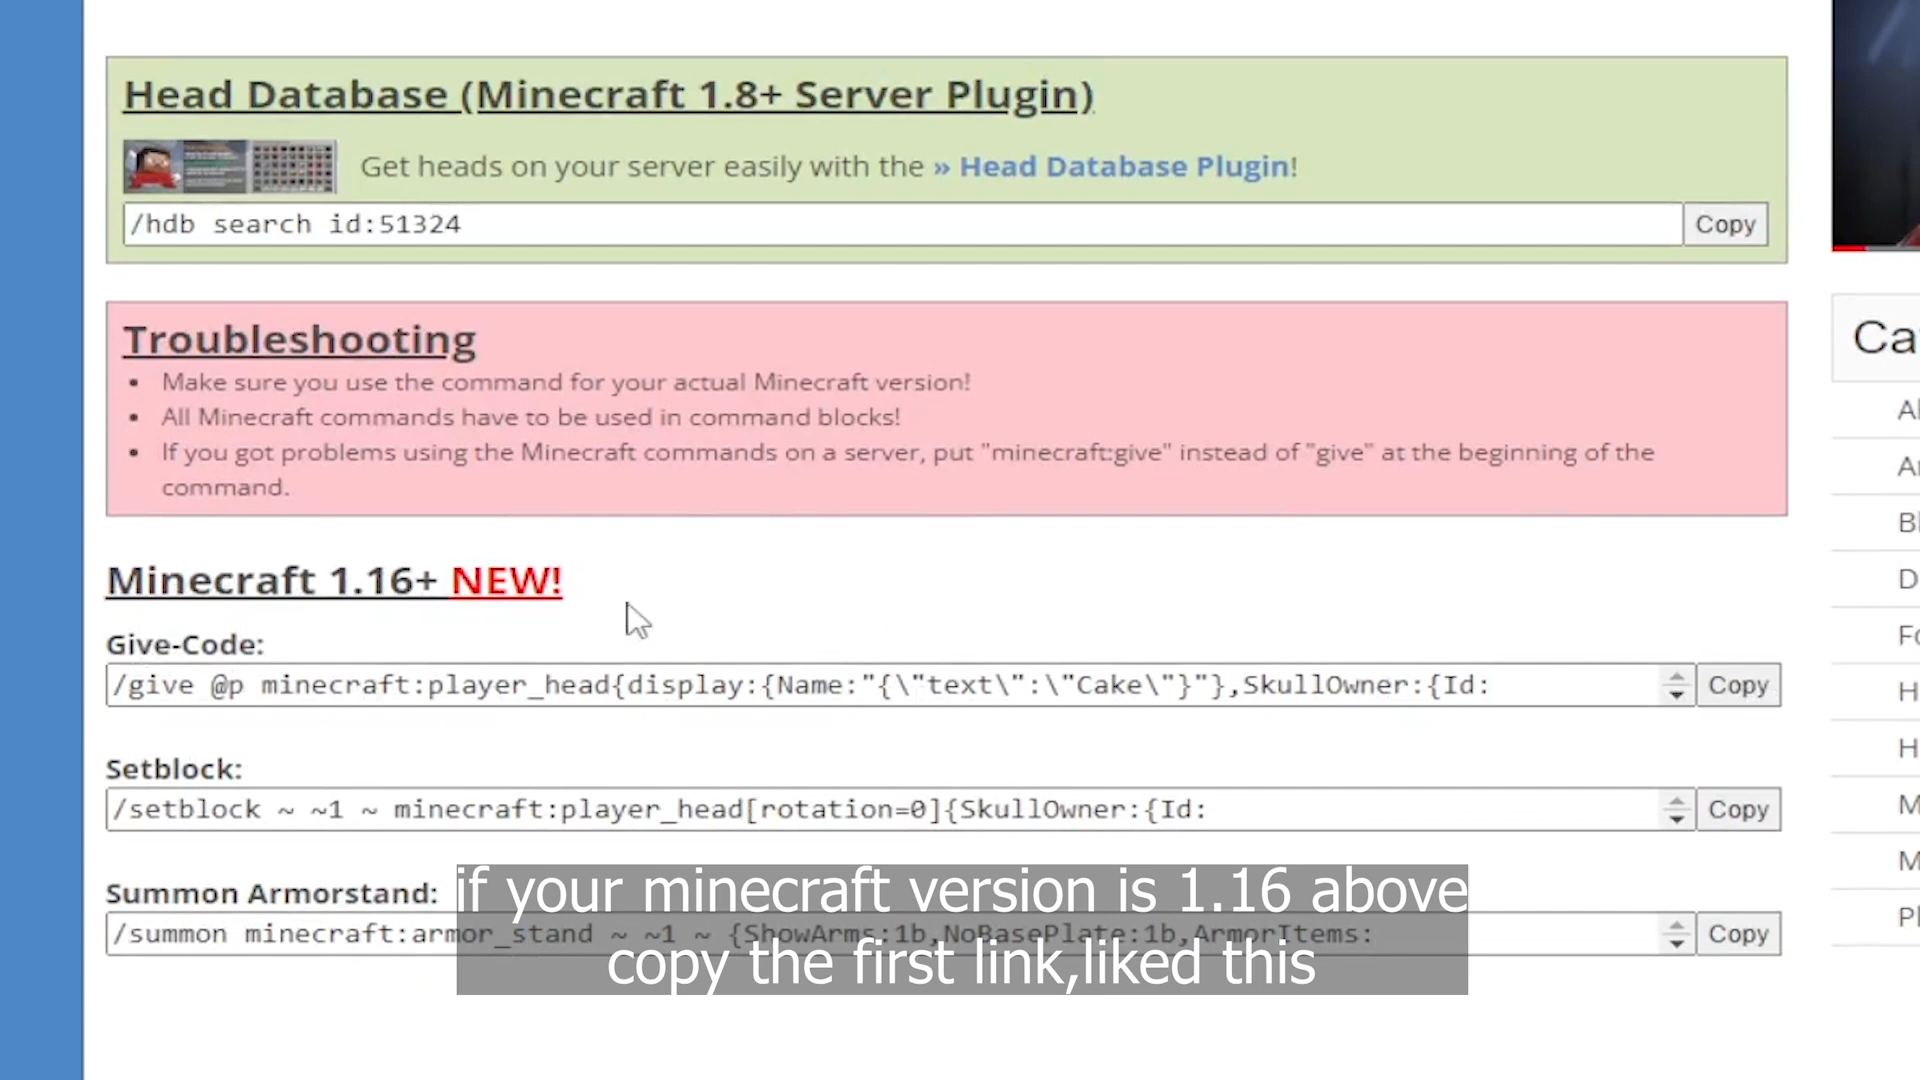 Head Database (Minecraft 1.8+ Server Plugin)
Get heads on your server easily with the » Head Database Plugin!
/hdb search id:51324
Copy
Troubleshooting
• Make sure you use the command for your actual Minecraft version!
• All Minecraft commands have to be used in command blocks!
• If you got problems using the Minecraft commands on a server, put "minecraft:give" instead of "give" at the beginning of the
command.
Minecraft 1.16+ NEW!
Give-Code:
/give @p minecraft:player_head{display:{Name:"{\"text\":\"Cake\"}"},SkullOwner:{Id:
Copy
Setblock:
/setblock ~ ~1 ~ minecraft:player_head[rotation=0]{SkullOwner:{Id:
Copy
Summon Armorstand:
/summon minecraft:armor_stand ~ ~1 ~ {ShowArms:1b,NoBasePlate:1b,ArmorItems:
Copy
if your minecraft version is 1.16 above
copy the first link,liked this
Ca